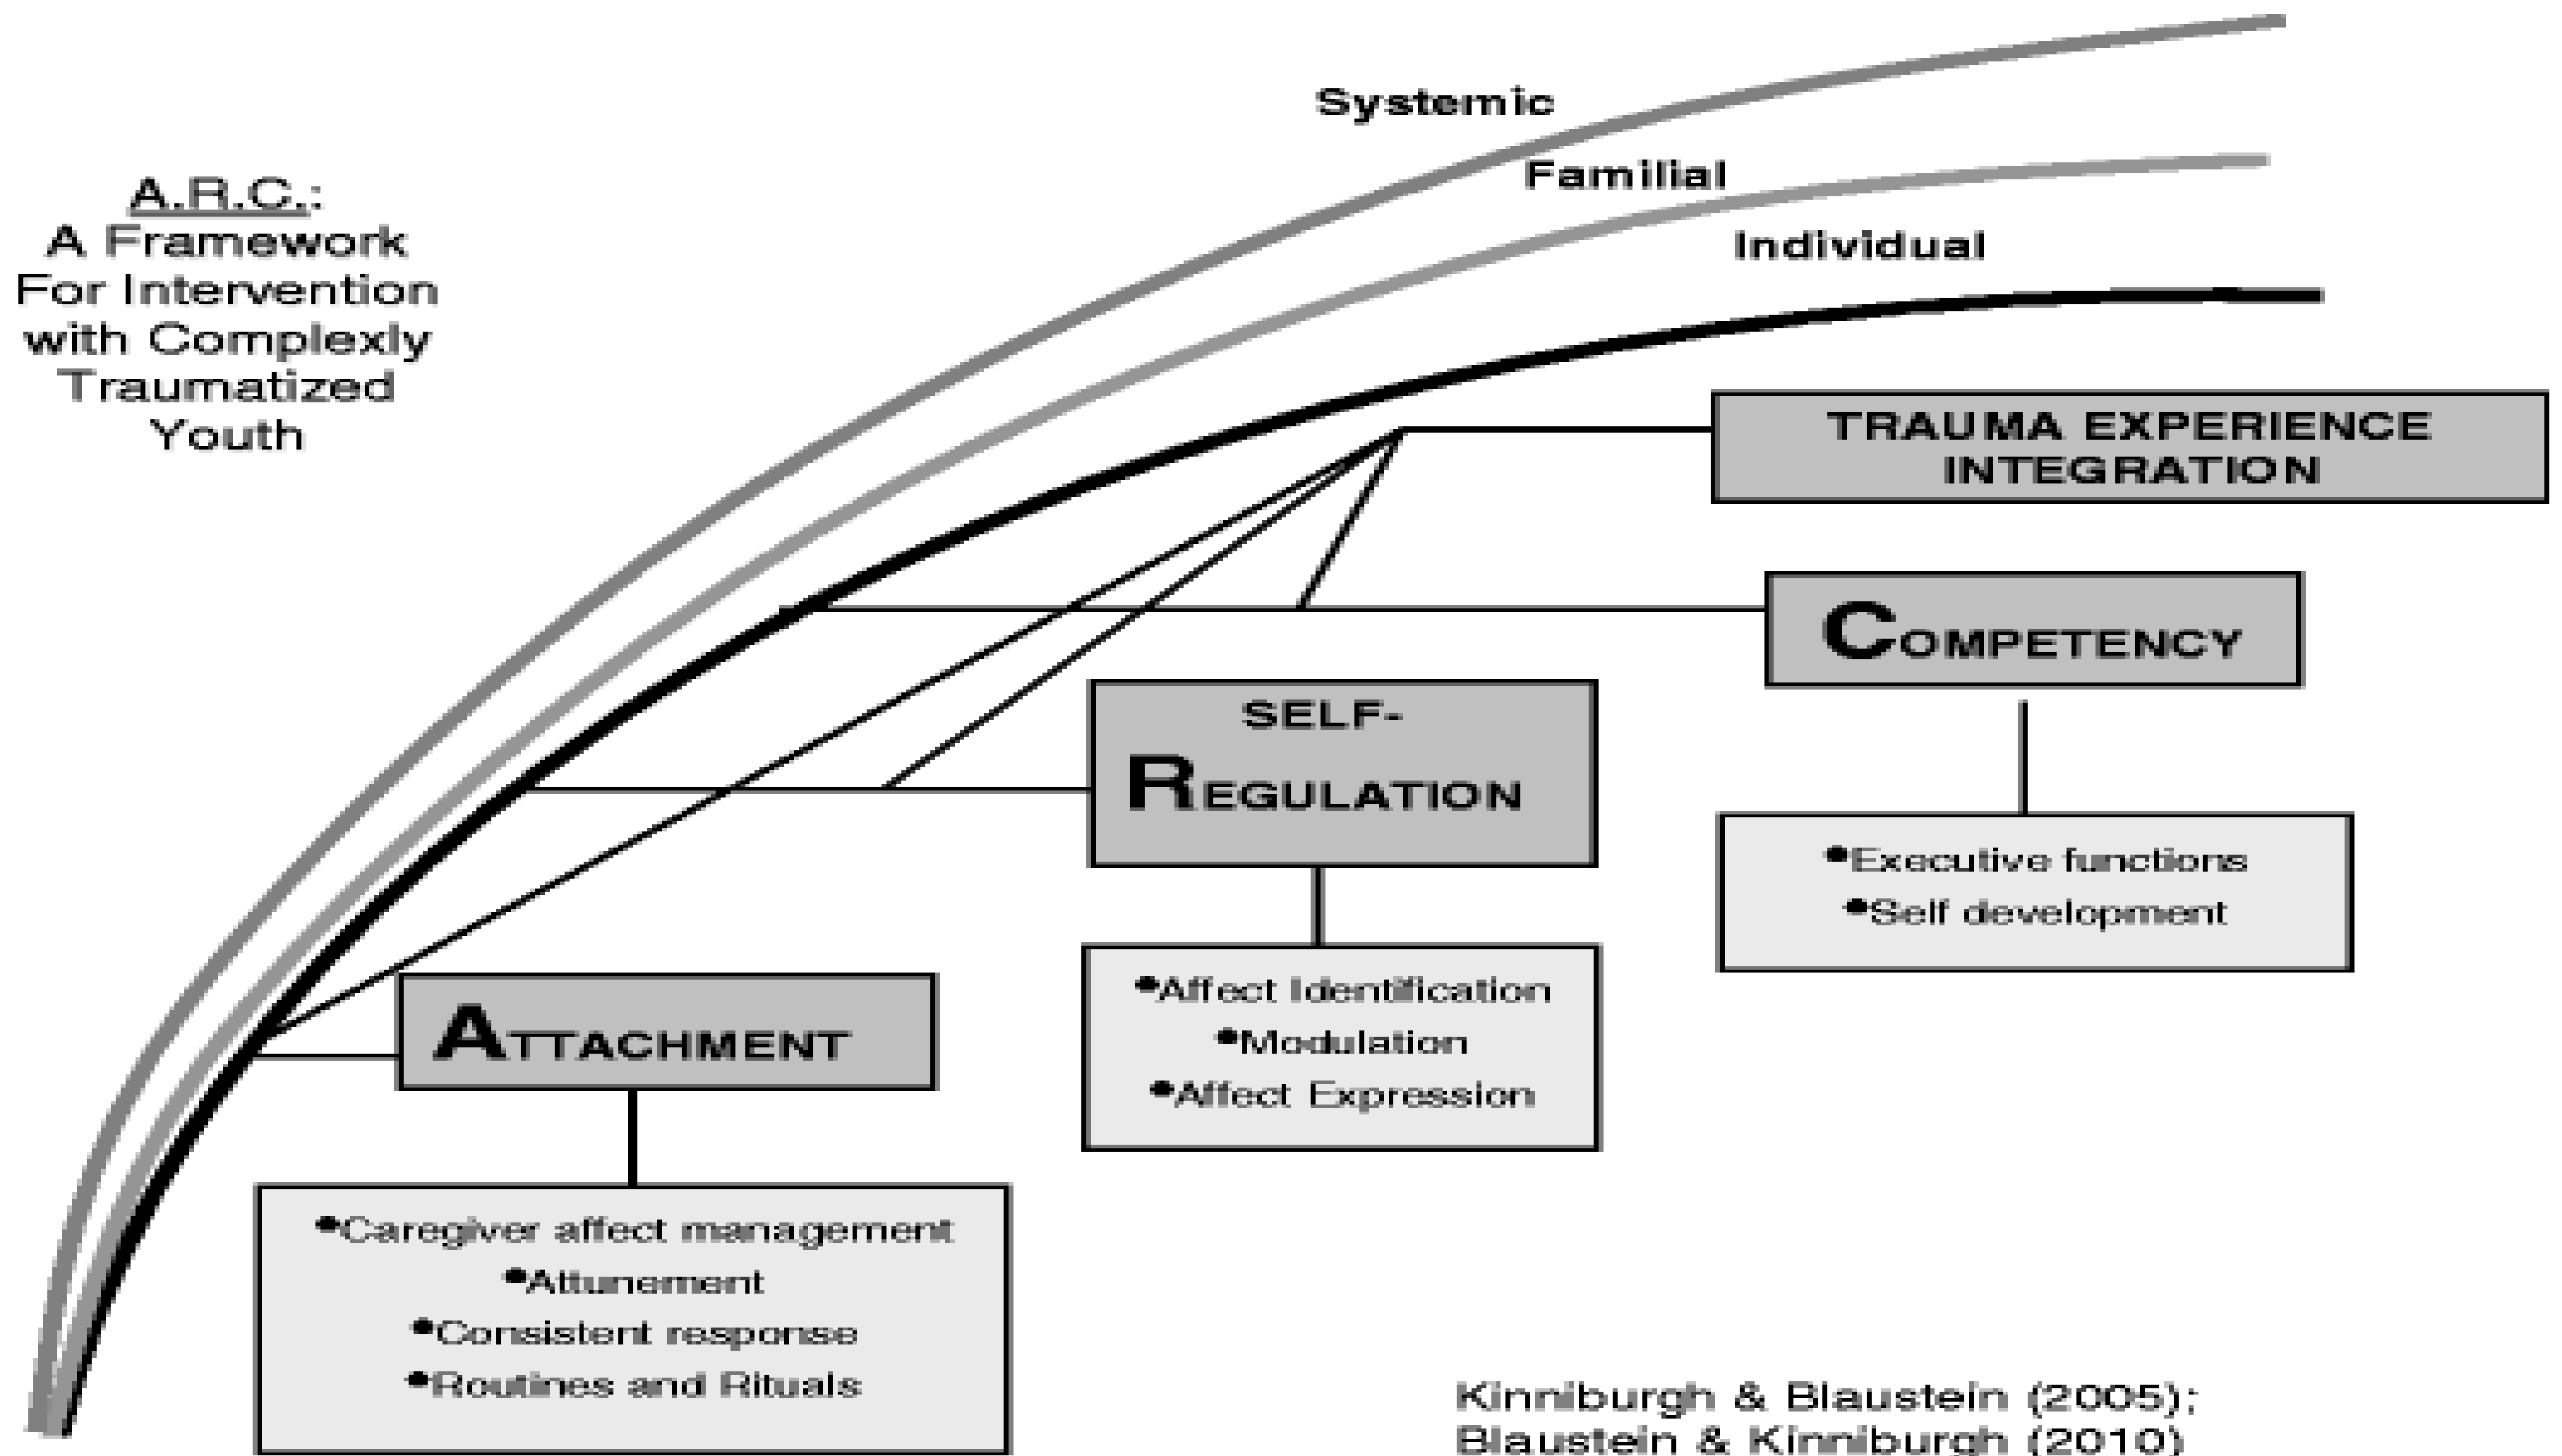 A.R.C.:
A Framework
For Intervention
with Complexly
Traumatized
Youth
Systemic
Familial
Individual
TRAUMA EXPERIENCE
INTEGRATION
COMPETENCY
•Executive functions
•Self development
SELF-
REGULATION
•Affect Identification
•Modulation
•Affect Expression
ATTACHMENT
•Caregiver affect management
•Attunement
•Consistent response
•Routines and Rituals
Kinniburgh & Blaustein (2005);
Blaustein & Kinniburgh (2010)